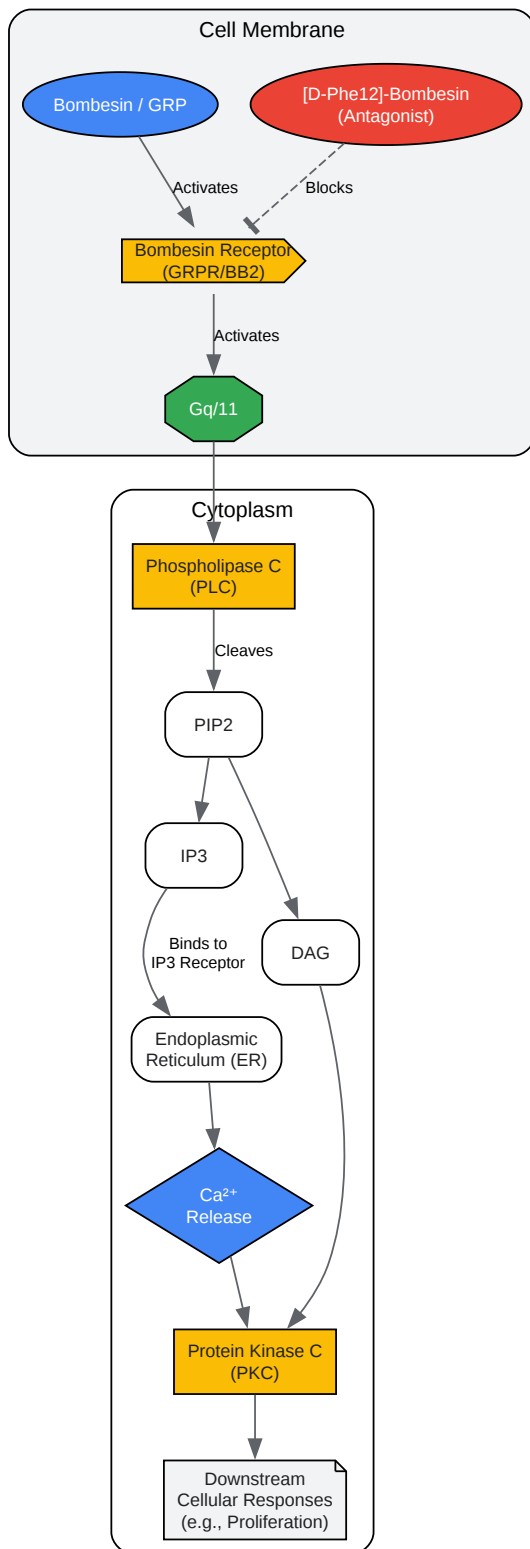 Cell Membrane
Bombesin / GRP
[D-Phe12]-Bombesin
(Antagonist)
Activates
Blocks
Bombesin Receptor
(GRPR/BB2)
Activates
Gq/11
Cytoplasm
Phospholipase C
(PLC)
Cleaves
PIP2
IP3
Binds to
IP3 Receptor
DAG
Endoplasmic
Reticulum (ER)
Ca²⁺
Release
Protein Kinase C
(PKC)
Downstream
Cellular Responses
(e.g., Proliferation)